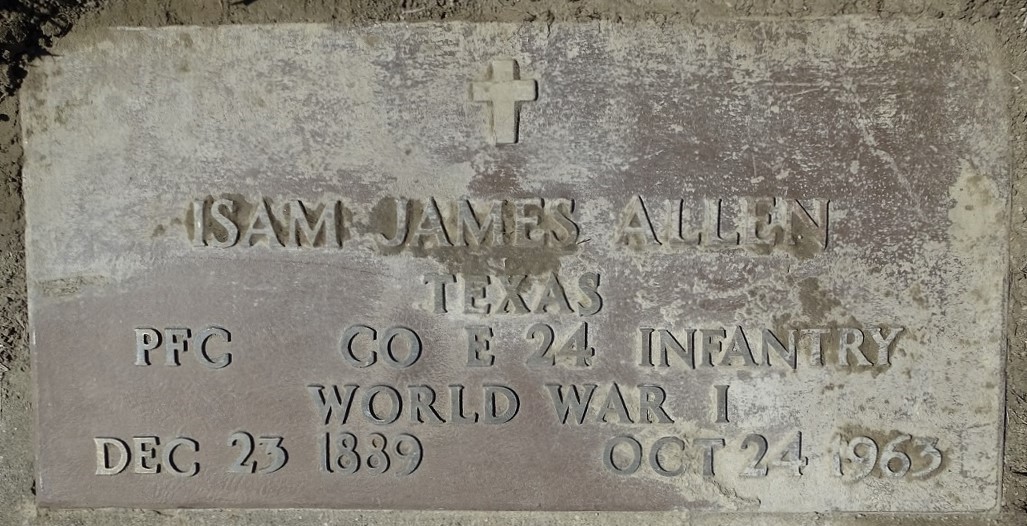 ISAM JAMES ALLEN
TEXAS
PFC CO E 24 INFANTRY
WORLD WAR I
DEC 23 1889 OCT 24 1963